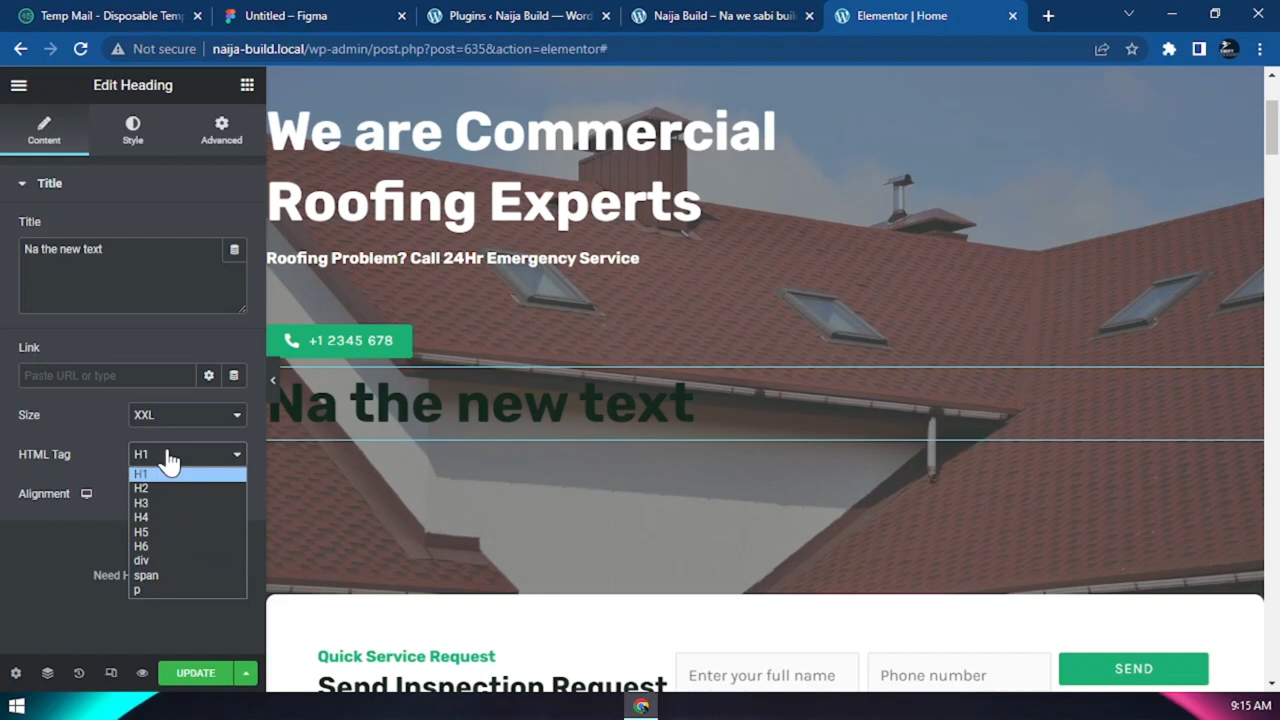 Temp Mail - Disposable Temp
Untitled – Figma
Plugins ‹ Naija Build — Word
Naija Build – Na we sabi buil
Elementor | Home
Not secure
naija-build.local/wp-admin/post.php?post=635&action=elementor#
Edit Heading
Content
Style
Advanced
Title
Title
Na the new text
Link
Paste URL or type
Size
XXL
HTML Tag
H1
H1
H2
H3
H4
H5
H6
div
span
p
Alignment
Need H
UPDATE
We are Commercial
Roofing Experts
Roofing Problem? Call 24Hr Emergency Service
+1 2345 678
Na the new text
Quick Service Request
Send Inspection Request
Enter your full name
Phone number
SEND
9:15 AM